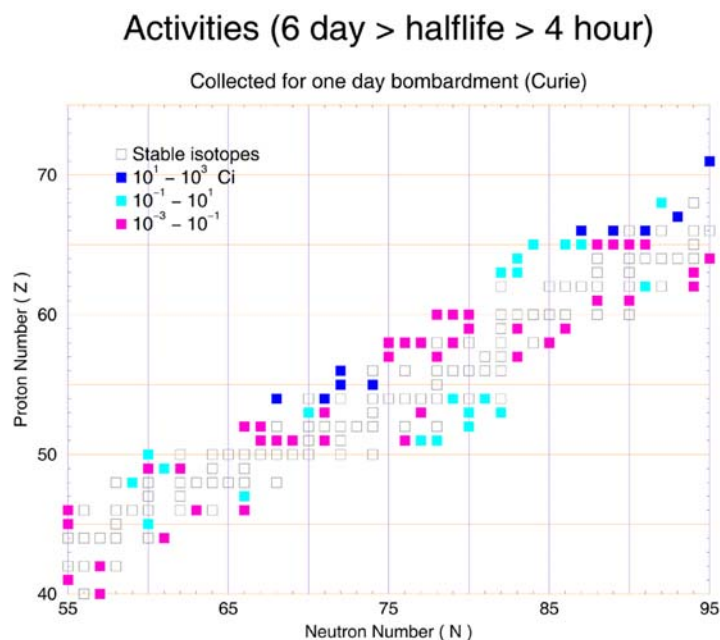 Activities (6 day > halflife > 4 hour)
Collected for one day bombardment (Curie)
Stable isotopes
10¹ – 10³ Ci
10⁻¹ – 10¹
10⁻³ – 10⁻¹
70
60
50
40
Proton Number ( Z )
55 65 75 85 95
Neutron Number ( N )